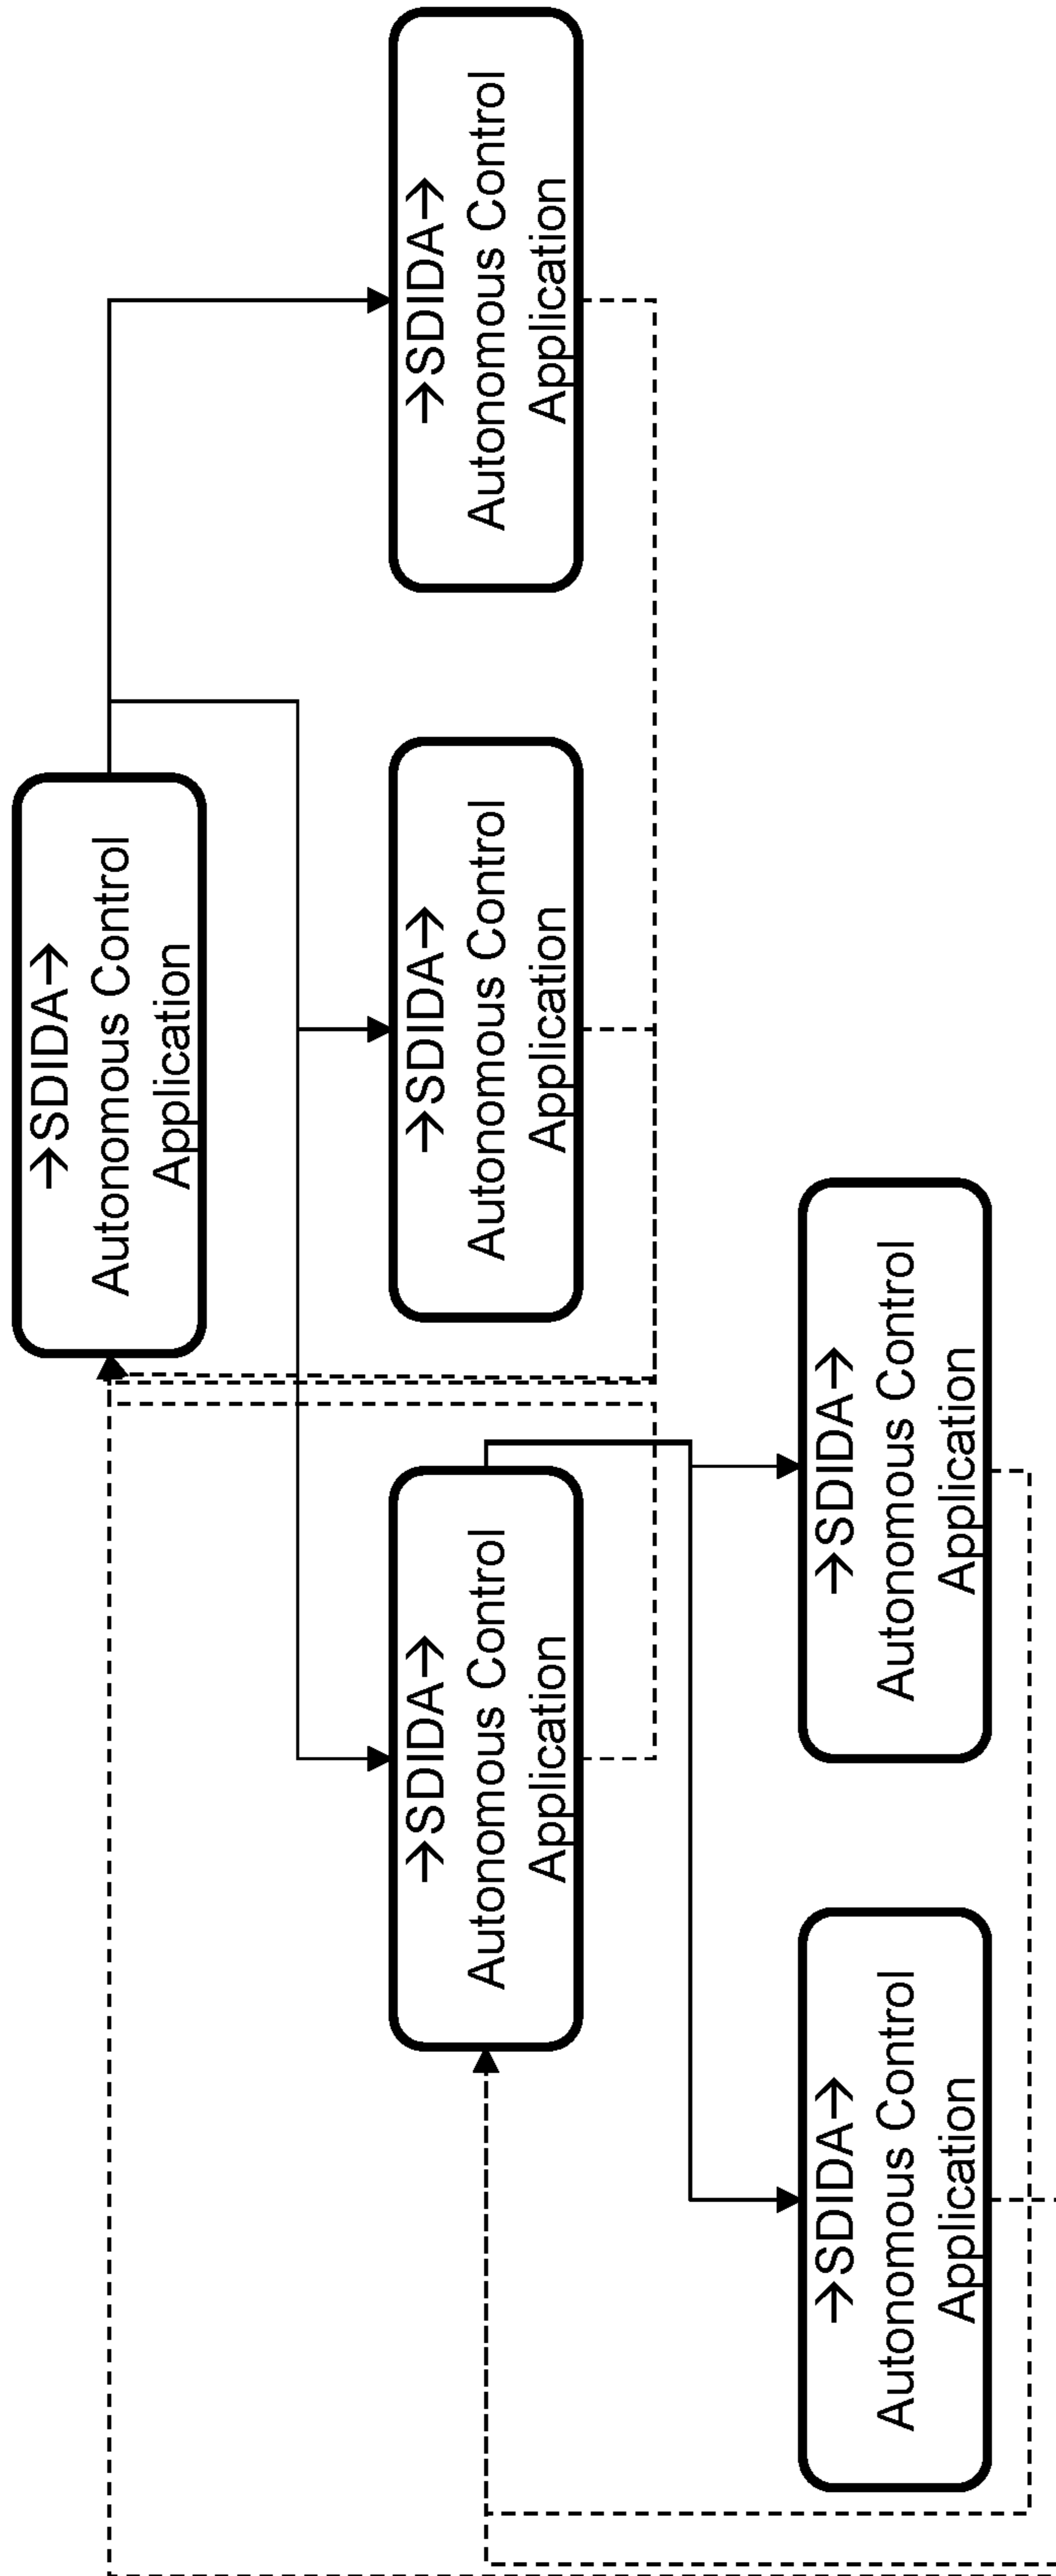 →SDIDA→
Autonomous Control
Application
→SDIDA→
Autonomous Control
Application
→SDIDA→
Autonomous Control
Application
→SDIDA→
Autonomous Control
Application
→SDIDA→
Autonomous Control
Application
→SDIDA→
Autonomous Control
Application